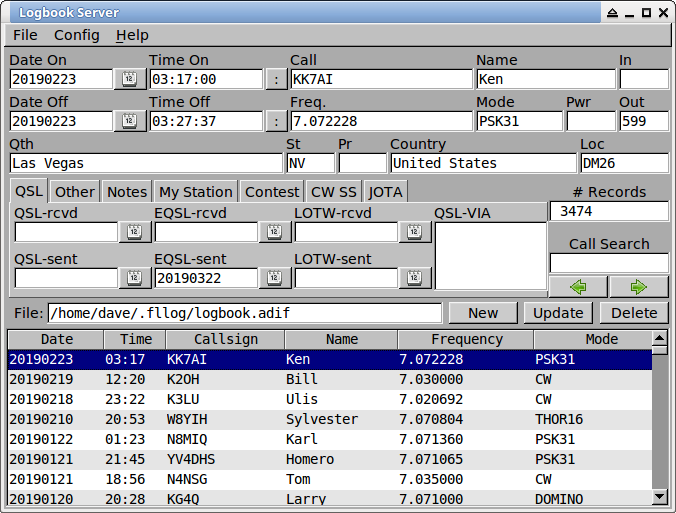 Logbook Server
File Config Help
Date On Time On Call Name In
20190223 03:17:00 : KK7AI Ken
Date Off Time Off Freq. Mode Pwr Out
20190223 03:27:37 : 7.072228 PSK31 599
Qth St Pr Country Loc
Las Vegas NV United States DM26
QSL Other Notes My Station Contest CW SS JOTA # Records
QSL-rcvd EQSL-rcvd LOTW-rcvd QSL-VIA 3474
Call Search
QSL-sent EQSL-sent LOTW-sent
20190322
File: /home/dave/.fllog/logbook.adif New Update Delete
Date Time Callsign Name Frequency Mode
20190223 03:17 KK7AI Ken 7.072228 PSK31
20190219 12:20 K2OH Bill 7.030000 CW
20190218 23:22 K3LU Ulis 7.020692 CW
20190210 20:53 W8YIH Sylvester 7.070804 THOR16
20190122 01:23 N8MIQ Karl 7.071360 PSK31
20190121 21:45 YV4DHS Homero 7.071065 PSK31
20190121 18:56 N4NSG Tom 7.035000 CW
20190120 20:28 KG4Q Larry 7.071000 DOMINO